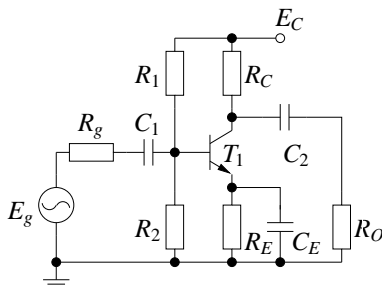 E_C
R_1 R_C
R_g C_1
T_1 C_2
E_g
R_2 R_E C_E R_O